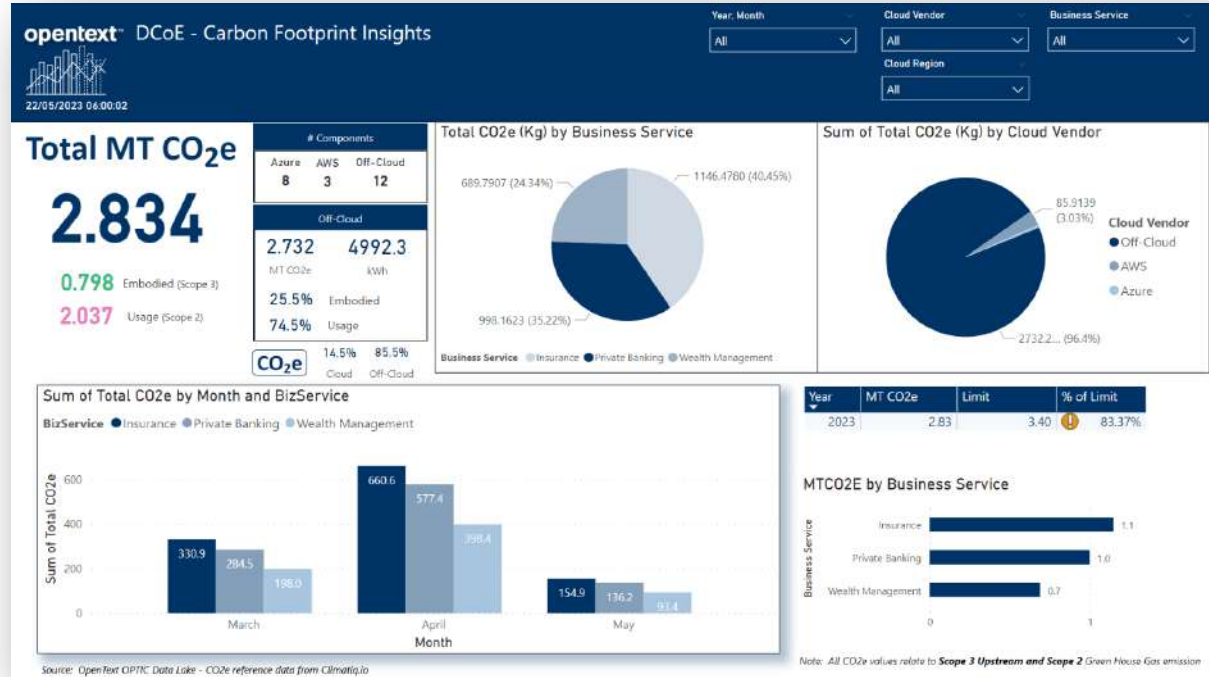 opentext™ DCoE - Carbon Footprint Insights
22/05/2023 06:00:02
Year, Month
All
Cloud Vendor
All
Business Service
All
Cloud Region
All
Total MT CO2e
2.834
0.798 Embodied (Scope 3)
2.037 Usage (Scope 2)
# Components
Azure AWS Off-Cloud
8 3 12
Off-Cloud
2.732 4992.3
MT CO2e kWh
25.5% Embodied
74.5% Usage
CO2e
14.5% 85.5%
Cloud Off-Cloud
Total CO2e (Kg) by Business Service
689.7907 (24.34%)
1146.4780 (40.45%)
998.1623 (35.22%)
Business Service Insurance Private Banking Wealth Management
Sum of Total CO2e (Kg) by Cloud Vendor
85.9139
(3.03%)
2732.2... (96.4%)
Cloud Vendor
Off-Cloud
AWS
Azure
Sum of Total CO2e by Month and BizService
BizService Insurance Private Banking Wealth Management
Sum of Total CO2e
600
400
200
0
330.9 284.5 198.0
660.6 577.4 398.4
154.9 136.2 93.4
March April May
Month
Source: OpenText OPTIC Data Lake - CO2e reference data from Climatiq.io
Year MT CO2e Limit % of Limit
2023 2.83 3.40 83.37%
MTCO2E by Business Service
Business Service
Insurance 1.1
Private Banking 1.0
Wealth Management 0.7
0 1
Note: All CO2e values relate to Scope 3 Upstream and Scope 2 Green House Gas emission